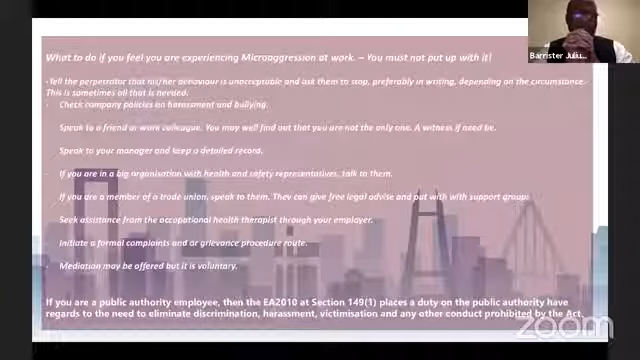 What to do if you feel you are experiencing Microaggression at work. – You must not put up with it!
-Tell the perpetrator that his/her behaviour is unacceptable and ask them to stop, preferably in writing, depending on the circumstance.
This is sometimes all that is needed.
Check company policies on harassment and bullying.
Speak to a friend or work colleague. You may well find out that you are not the only one. A witness if need be.
Speak to your manager and keep a detailed record.
If you are in a big organisation with health and safety representatives, talk to them.
If you are a member of a trade union, speak to them. They can give free legal advise and put with with support group.
Seek assistance from the occupational health therapist through your employer.
Initiate a formal complaints and or grievance procedure route.
Mediation may be offered but it is voluntary.
If you are a public authority employee, then the EA2010 at Section 149(1) places a duty on the public authority have
regards to the need to eliminate discrimination, harassment, victimisation and any other conduct prohibited by the Act.
Barrister Juliu...
zoom